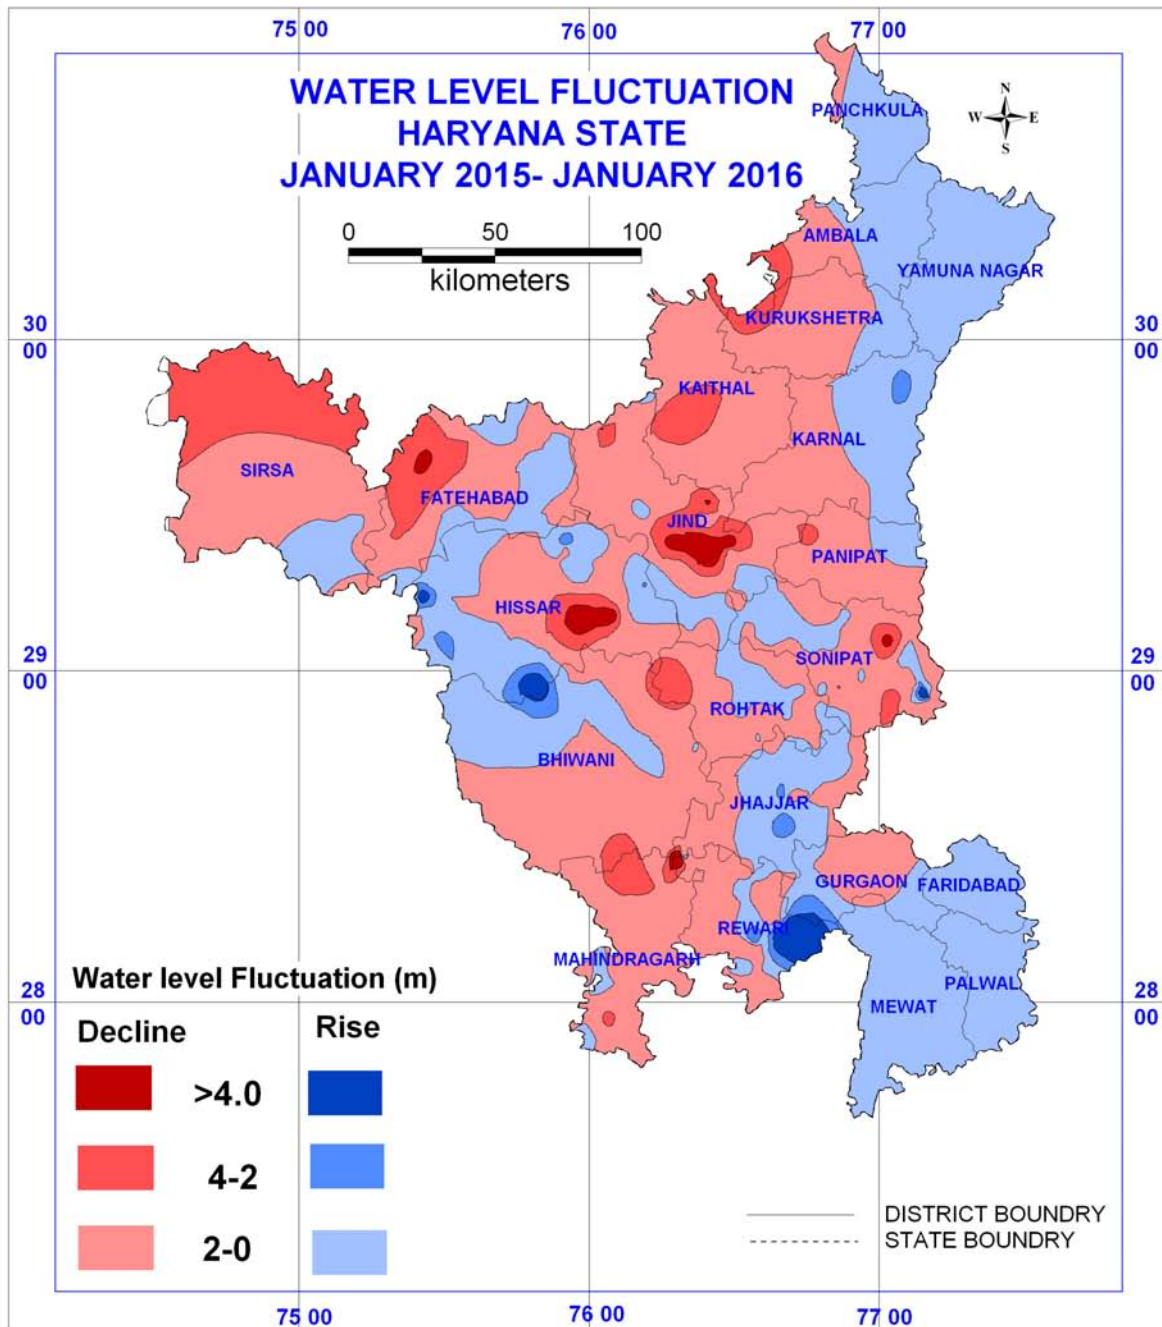 75 00 76 00 77 00
WATER LEVEL FLUCTUATION
HARYANA STATE
JANUARY 2015- JANUARY 2016
N
W E
S
0 50 100
kilometers
PANCHKULA
AMBALA
YAMUNA NAGAR
KURUKSHETRA
30
00
30
00
KAITHAL
KARNAL
SIRSA
FATEHABAD
JIND
PANIPAT
HISSAR
29
00
SONIPAT
29
00
ROHTAK
BHIWANI
JHAJJAR
GURGAON
FARIDABAD
REWARI
MAHINDRAGARH
PALWAL
MEWAT
28
00
28
00
Water level Fluctuation (m)
Decline Rise
>4.0
4-2
2-0
DISTRICT BOUNDRY
STATE BOUNDRY
75 00 76 00 77 00